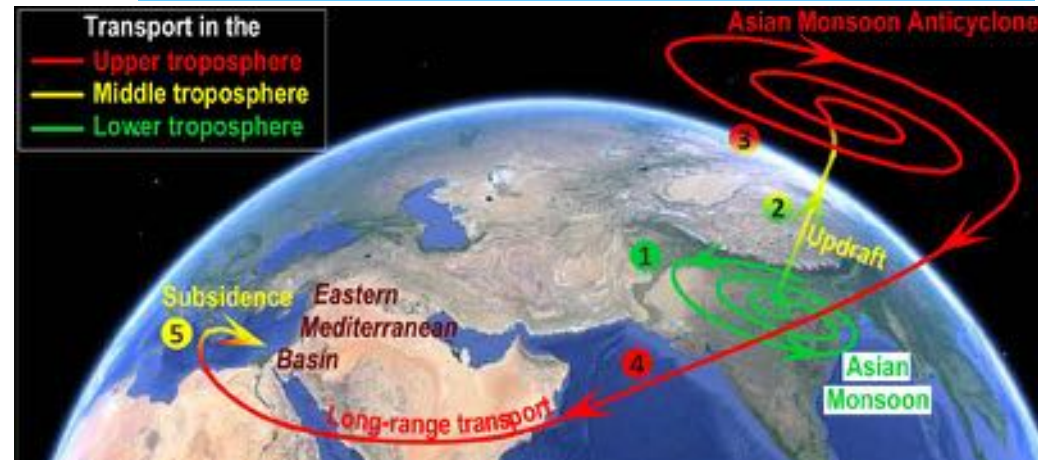 Transport in the
Upper troposphere
Middle troposphere
Lower troposphere
Asian Monsoon Anticyclone
3
2
Updraft
1
Subsidence
5
Eastern
Mediterranean
Basin
4
Asian
Monsoon
Long-range transport